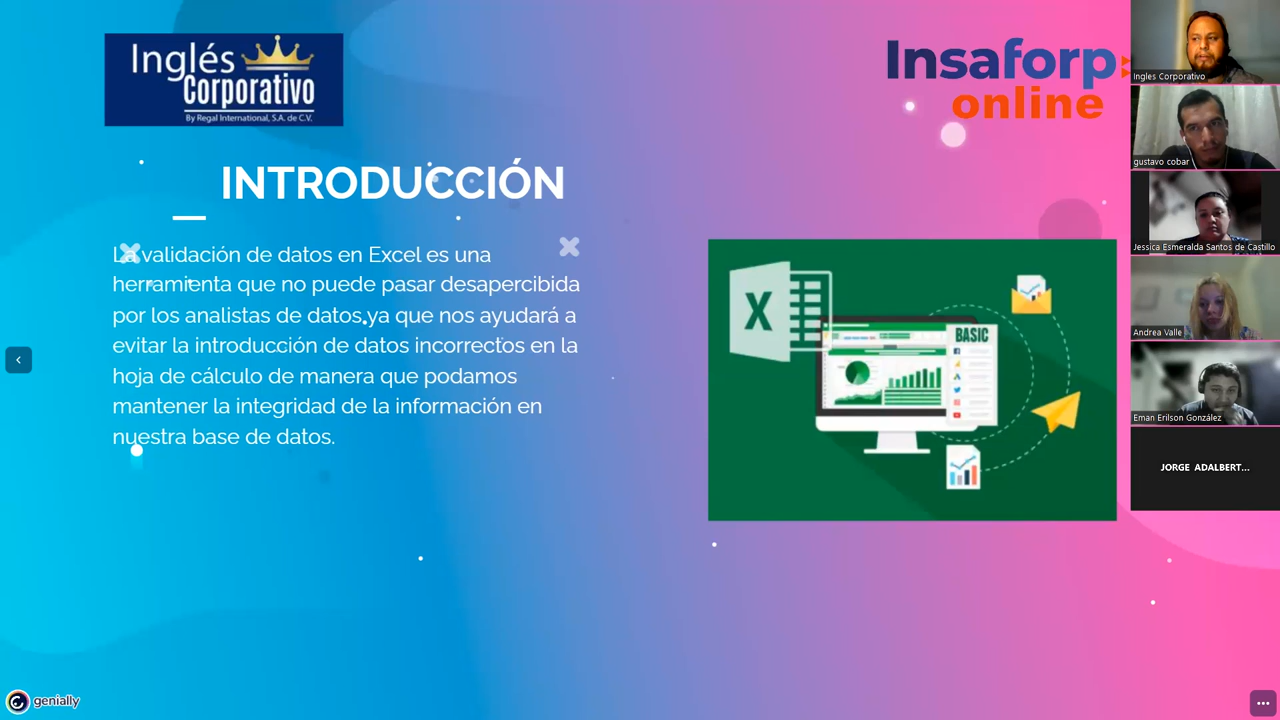 Inglés
Corporativo
By Regal International, S.A. de C.V.
Insaforp
online
INTRODUCCIÓN
La validación de datos en Excel es una
herramienta que no puede pasar desapercibida
por los analistas de datos,ya que nos ayudará a
evitar la introducción de datos incorrectos en la
hoja de cálculo de manera que podamos
mantener la integridad de la información en
nuestra base de datos.
X
BASIC
Ingles Corporativo
gustavo cobar
Jessica Esmeralda Santos de Castillo
Andrea Valle
Eman Erilson González
JORGE ADALBERT...
genially